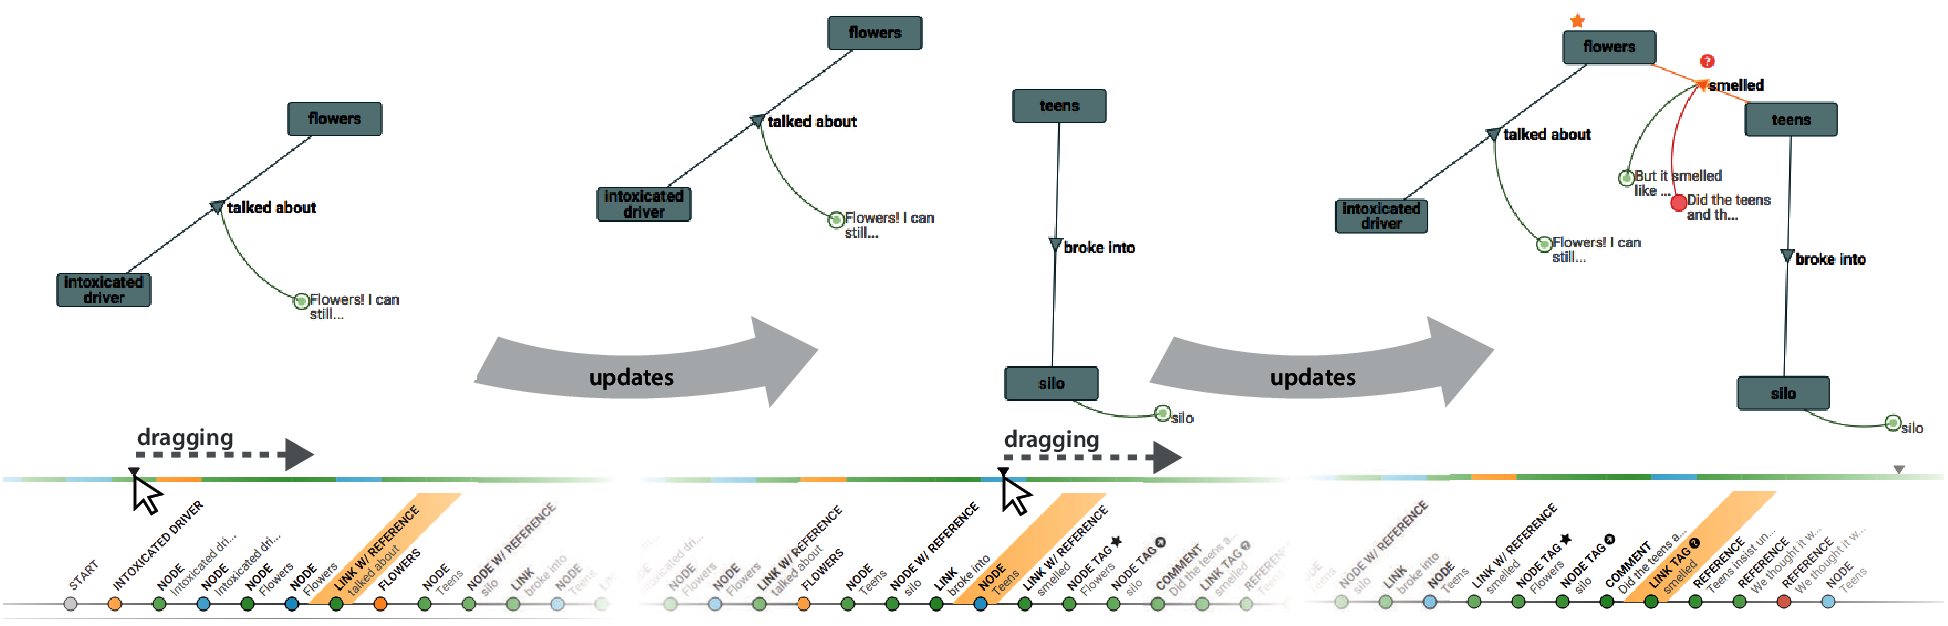 flowers
talked about
intoxicated
driver
Flowers! I can
still...
updates
dragging
START
INTOXICATED DRIVER
NODE
Intoxicated dri...
NODE
Intoxicated dri...
NODE
Flowers
NODE
Flowers
LINK W/ REFERENCE
talked about
FLOWERS
NODE
Teens
NODE W/ REFERENCE
silo
LINK
broke into
NODE
Teens
flowers
talked about
intoxicated
driver
Flowers! I can
still...
teens
broke into
silo
silo
updates
dragging
intoxicated dri...
NODE
Flowers
NODE
Flowers
LINK W/ REFERENCE
talked about
FLOWERS
NODE
Teens
NODE W/ REFERENCE
silo
LINK
broke into
NODE
Teens
LINK W/ REFERENCE
smelled
NODE TAG
Flowers
NODE TAG
silo
COMMENT
Did the teens a...
LINK TAG ?
smelled
REFERENCE
flowers
?
smelled
teens
talked about
intoxicated
driver
But it smelled
like ...
Did the teens
and th...
Flowers! I can
still...
broke into
silo
silo
NODE
Teens
NODE W/ REFERENCE
silo
LINK
broke into
NODE
Teens
LINK W/ REFERENCE
smelled
NODE TAG
Flowers
NODE TAG
silo
COMMENT
Did the teens a...
LINK TAG ?
smelled
REFERENCE
Teens insist un...
REFERENCE
We thought it w...
REFERENCE
We thought it w...
NODE
Teens